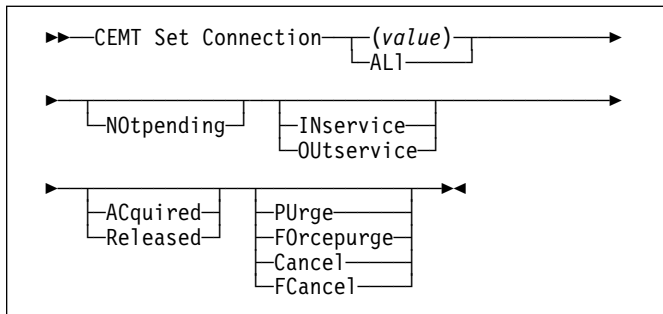 CEMT Set Connection (value)
ALl
NOtpending INservice
OUtservice
ACquired PUrge
Released FOrcepurge
Cancel
FCancel